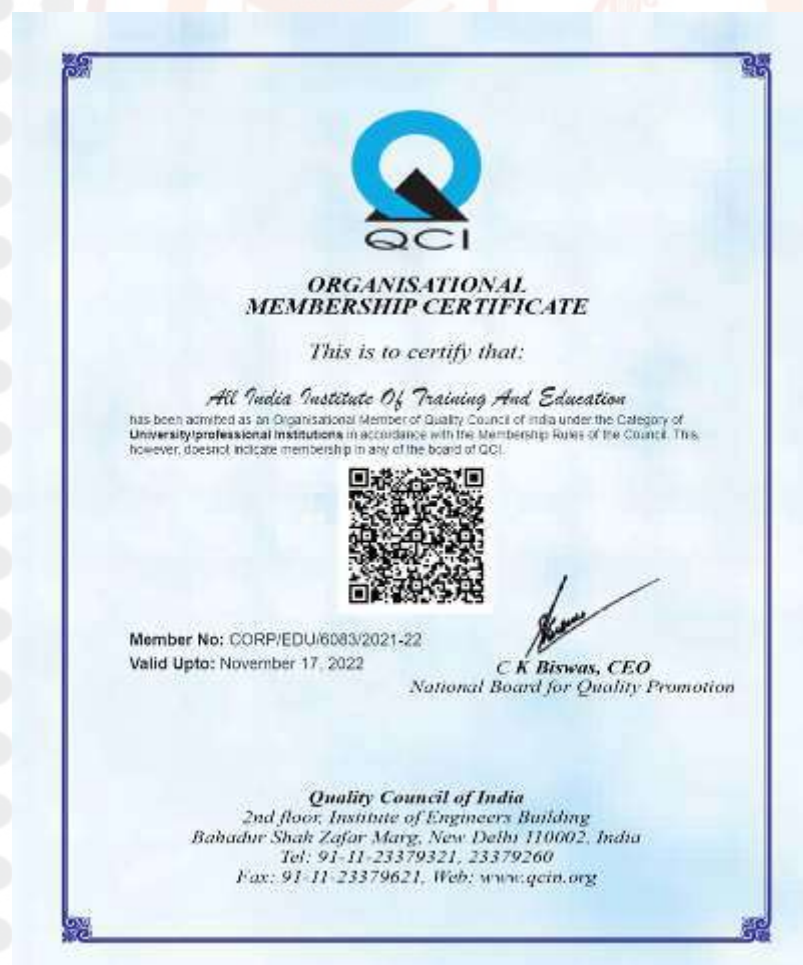 QCI
ORGANISATIONAL
MEMBERSHIP CERTIFICATE
This is to certify that:
All India Institute Of Training And Education
has been admitted as an Organisational Member of Quality Council of India under the Category of
University/professional Institutions in accordance with the Membership Rules of the Council. This,
however, doesnot indicate membership in any of the board of QCI.
Member No: CORP/EDU/6083/2021-22
Valid Upto: November 17, 2022
C K Biswas, CEO
National Board for Quality Promotion
Quality Council of India
2nd floor, Institute of Engineers Building
Bahadur Shah Zafar Marg, New Delhi 110002, India
Tel: 91-11-23379321, 23379260
Fax: 91-11-23379621, Web: www.qcin.org